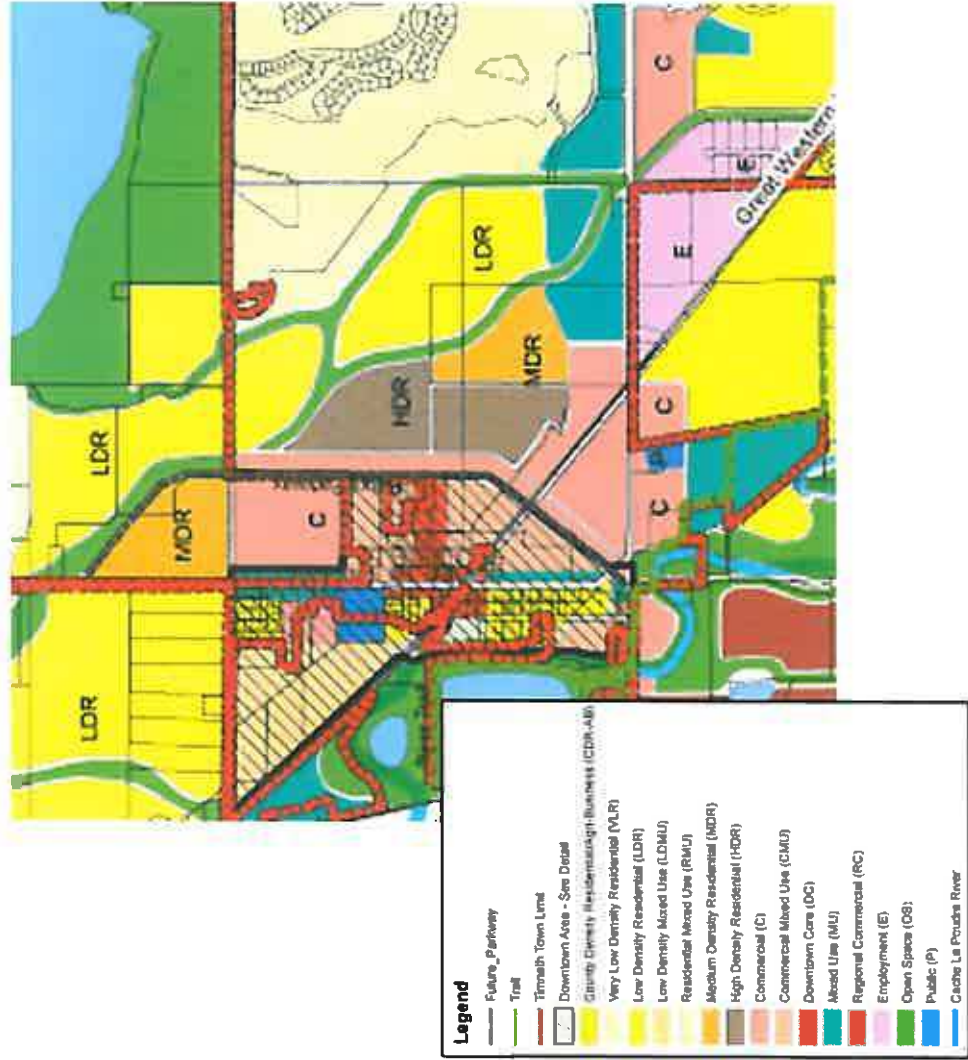 LDR
LDR
MDR
LDR
HDR
MDR
LDR
C
C
C
C
E
E
P
Great Western
Legend
Future_Parkway
Trail
Timnath Town Limit
Downtown Area - See Detail
County Density Residential/Agri-Business (CDR-AB)
Very Low Density Residential (VLR)
Low Density Residential (LDR)
Low Density Mixed Use (LDMU)
Residential Mixed Use (RMU)
Medium Density Residential (MDR)
High Density Residential (HDR)
Commercial (C)
Commercial Mixed Use (CMU)
Downtown Core (DC)
Mixed Use (MU)
Regional Commercial (RC)
Employment (E)
Open Space (OS)
Public (P)
Cache La Poudre River